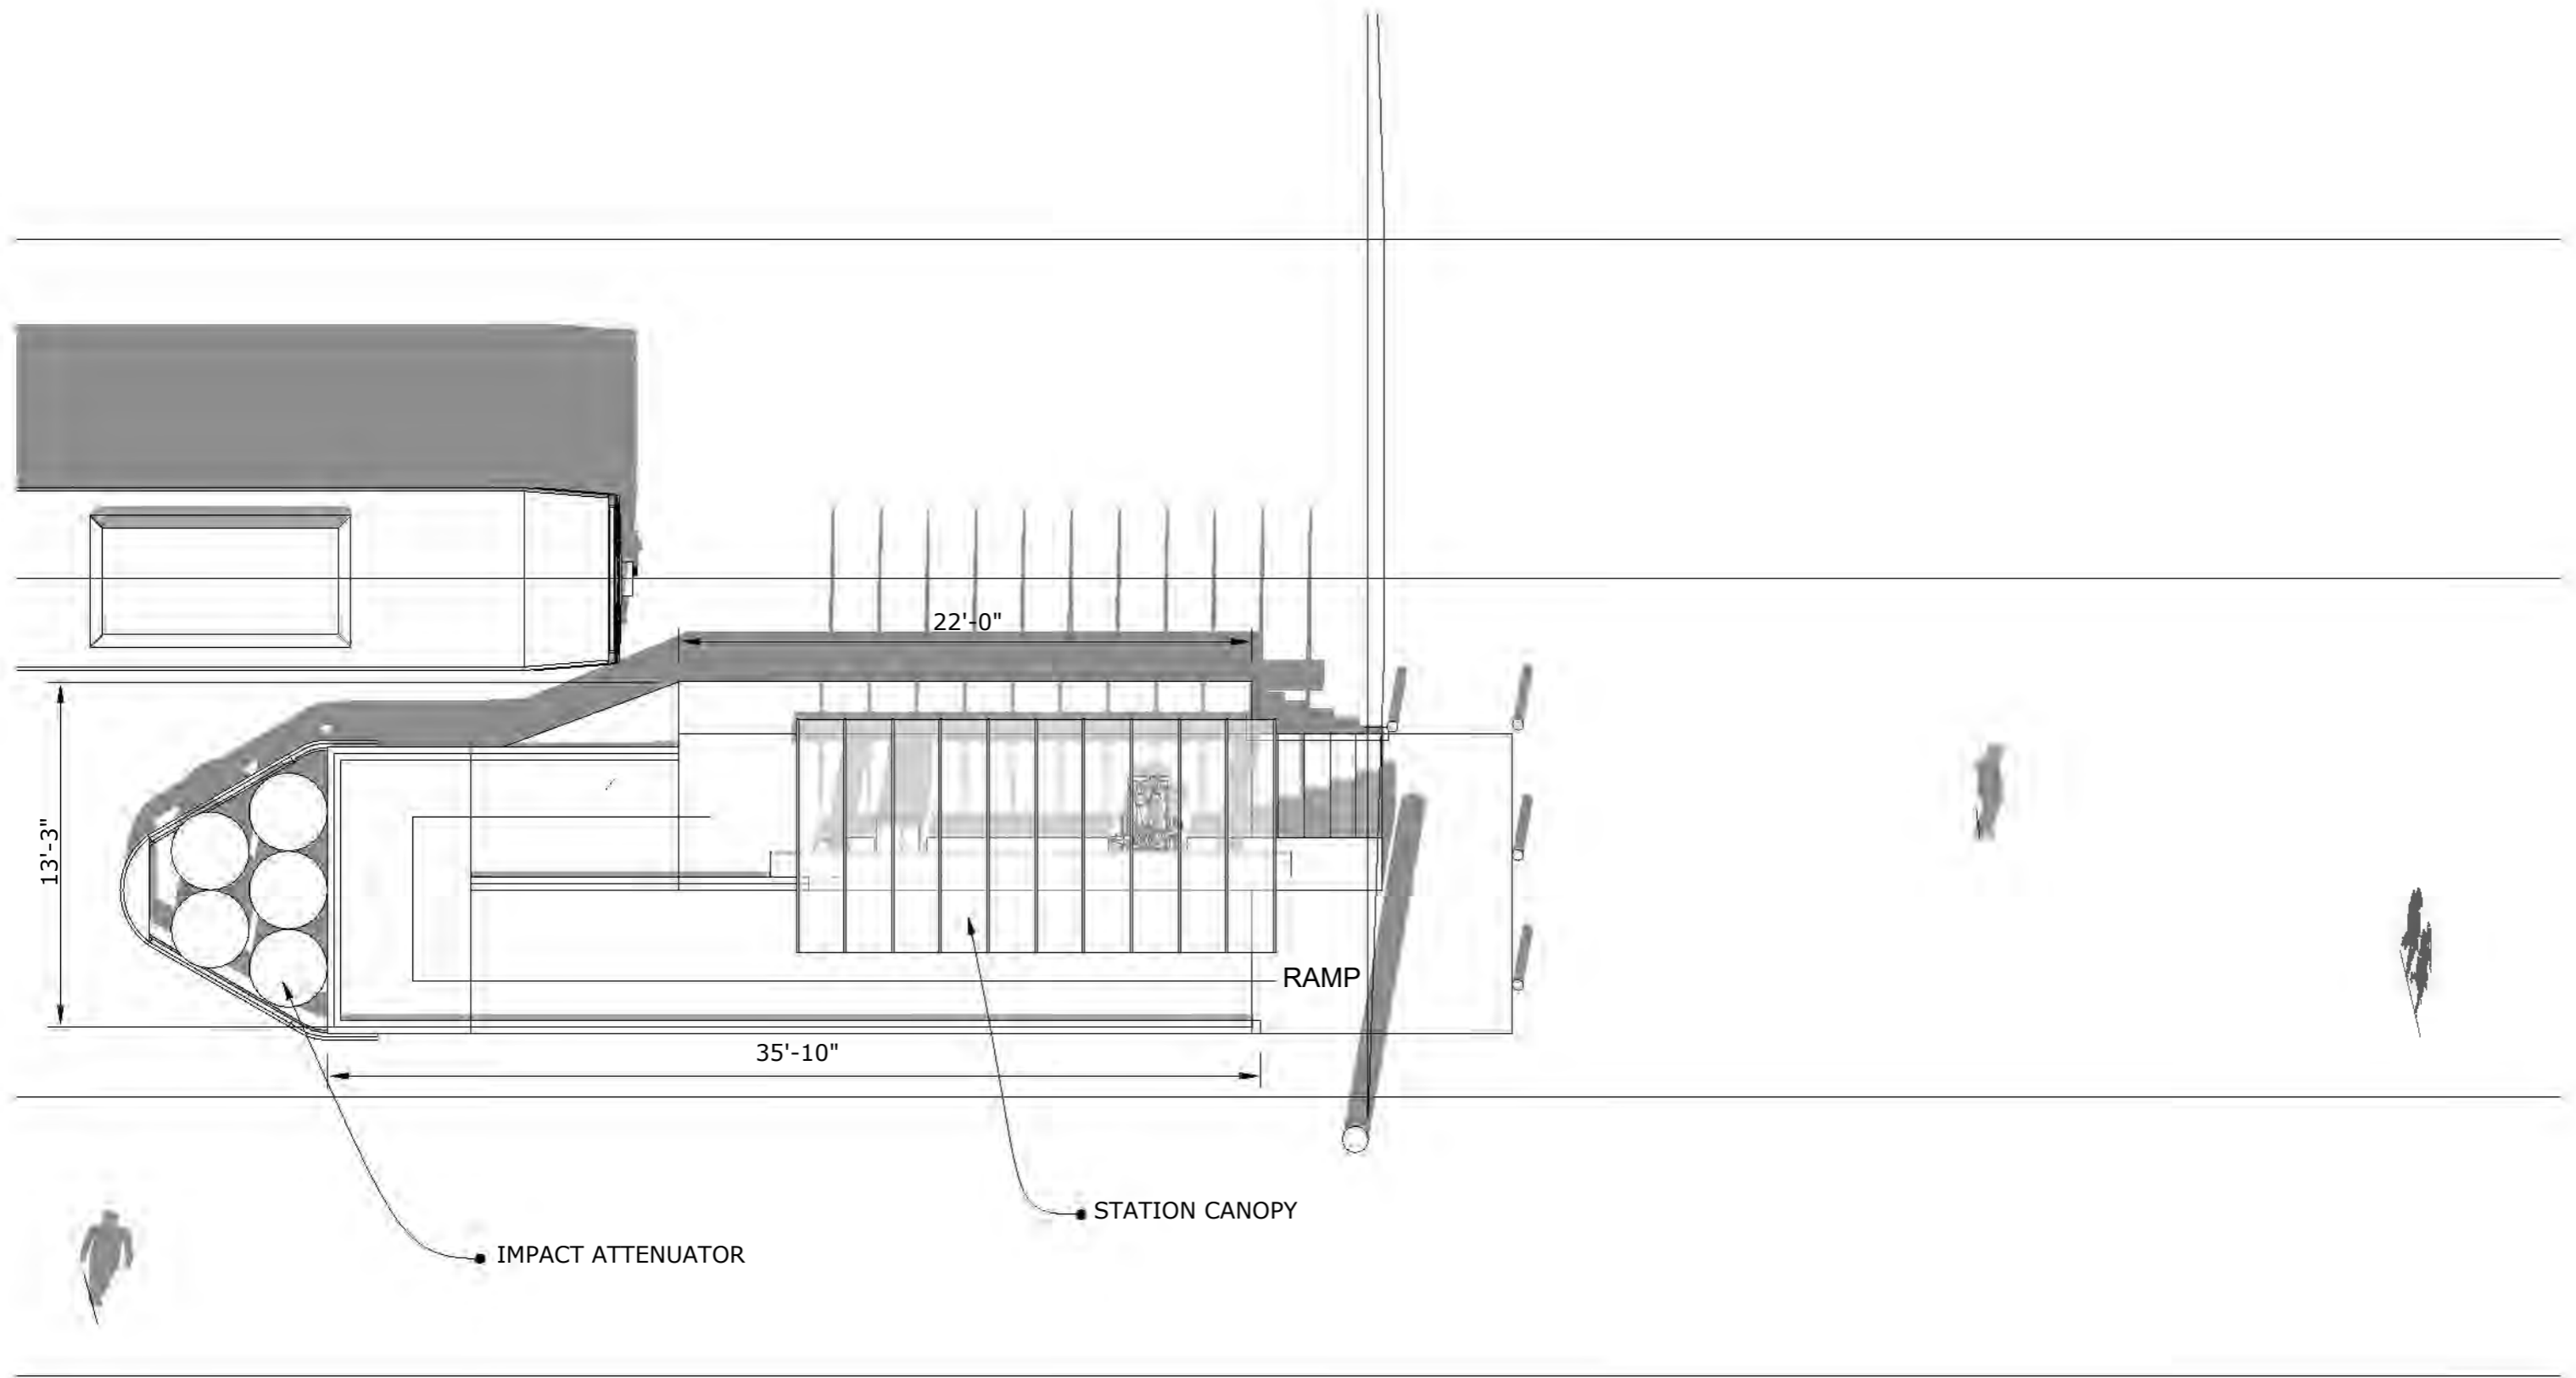 22'-0"
13'-3"
RAMP
35'-10"
STATION CANOPY
IMPACT ATTENUATOR